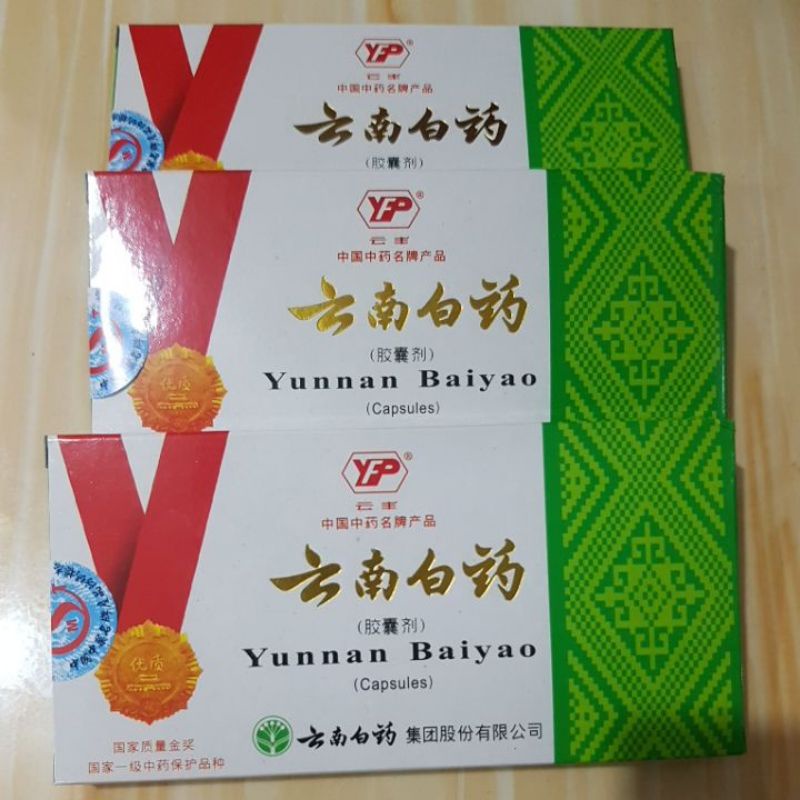 YFP®
云丰
中国中药名牌产品
云南白药
(胶囊剂)
YFP®
云丰
中国中药名牌产品
云南白药
(胶囊剂)
Yunnan Baiyao
(Capsules)
优质
YFP®
云丰
中国中药名牌产品
云南白药
(胶囊剂)
Yunnan Baiyao
(Capsules)
优质
国家质量金奖
国家一级中药保护品种
云南白药 集团股份有限公司